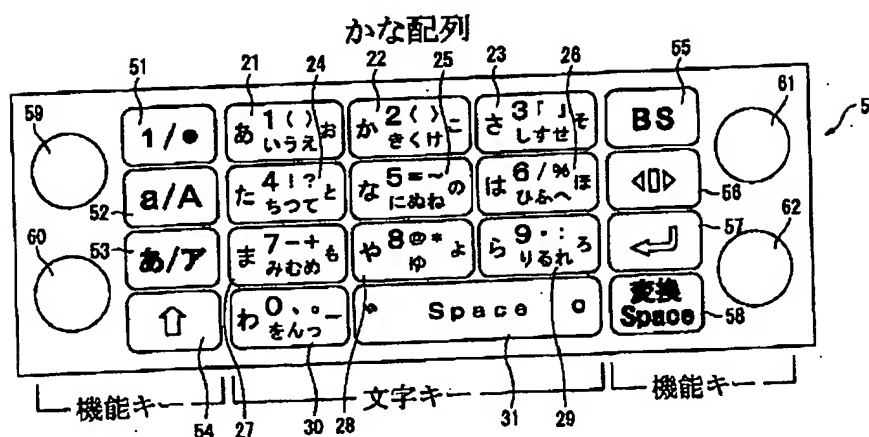 かな配列
51 21 24 22 25 23 26 55 61
5
59
1/●
あ 1 ( ) お
いうえ
か 2 〈 〉 こ
きくけ
さ 3 「 」 そ
しすせ
BS
a/A
た 4 ! ? と
ちつて
な 5 = ~ の
にぬね
は 6 / % ほ
ひふへ
◁▯▷
52
56
60 53
57 62
あ/ア
ま 7 - + も
みむめ
や 8 @ * よ
ゆ
ら 9 ・ : ろ
りるれ
⇧
わ 0 、 。 ー
をんっ
゛ Space ゜
変換
Space
58
54 27 30 28 31 29
機能キー 文字キー 機能キー